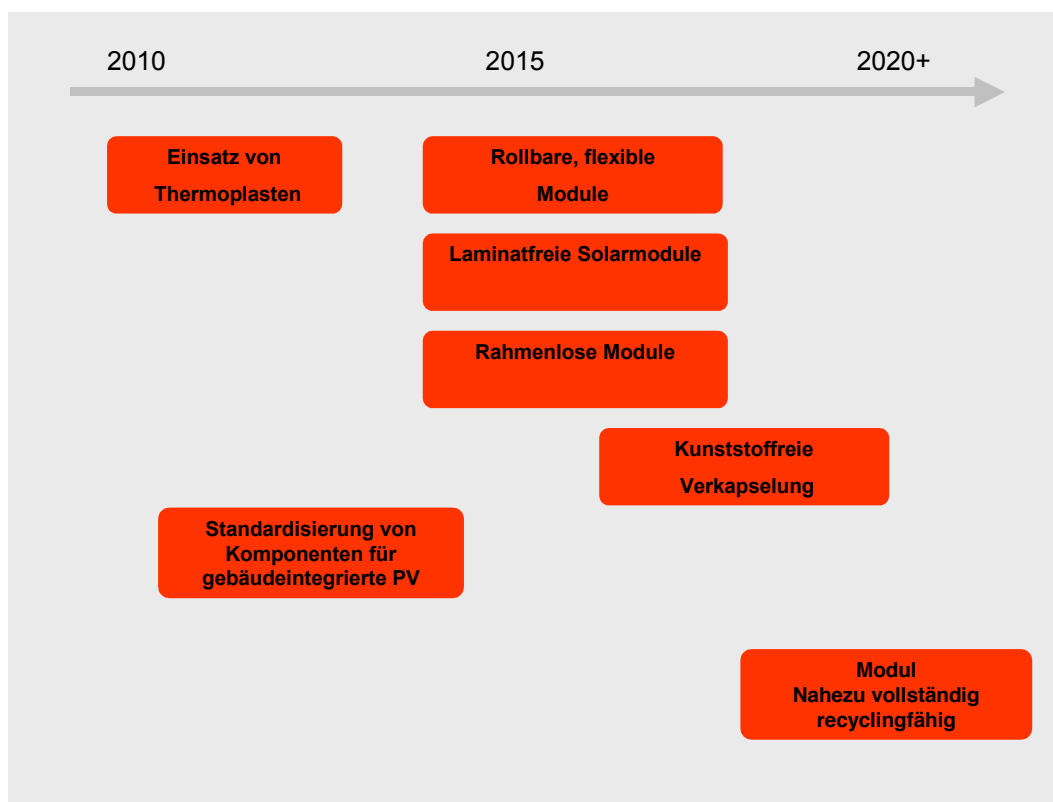 2010
2015
2020+
Einsatz von
Thermoplasten
Rollbare, flexible
Module
Laminatfreie Solarmodule
Rahmenlose Module
Kunststoffreie
Verkapselung
Standardisierung von
Komponenten für
gebäudeintegrierte PV
Modul
Nahezu vollständig
recyclingfähig